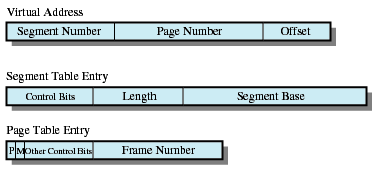 Virtual Address
Segment Number Page Number Offset
Segment Table Entry
Control Bits Length Segment Base
Page Table Entry
P M Other Control Bits Frame Number